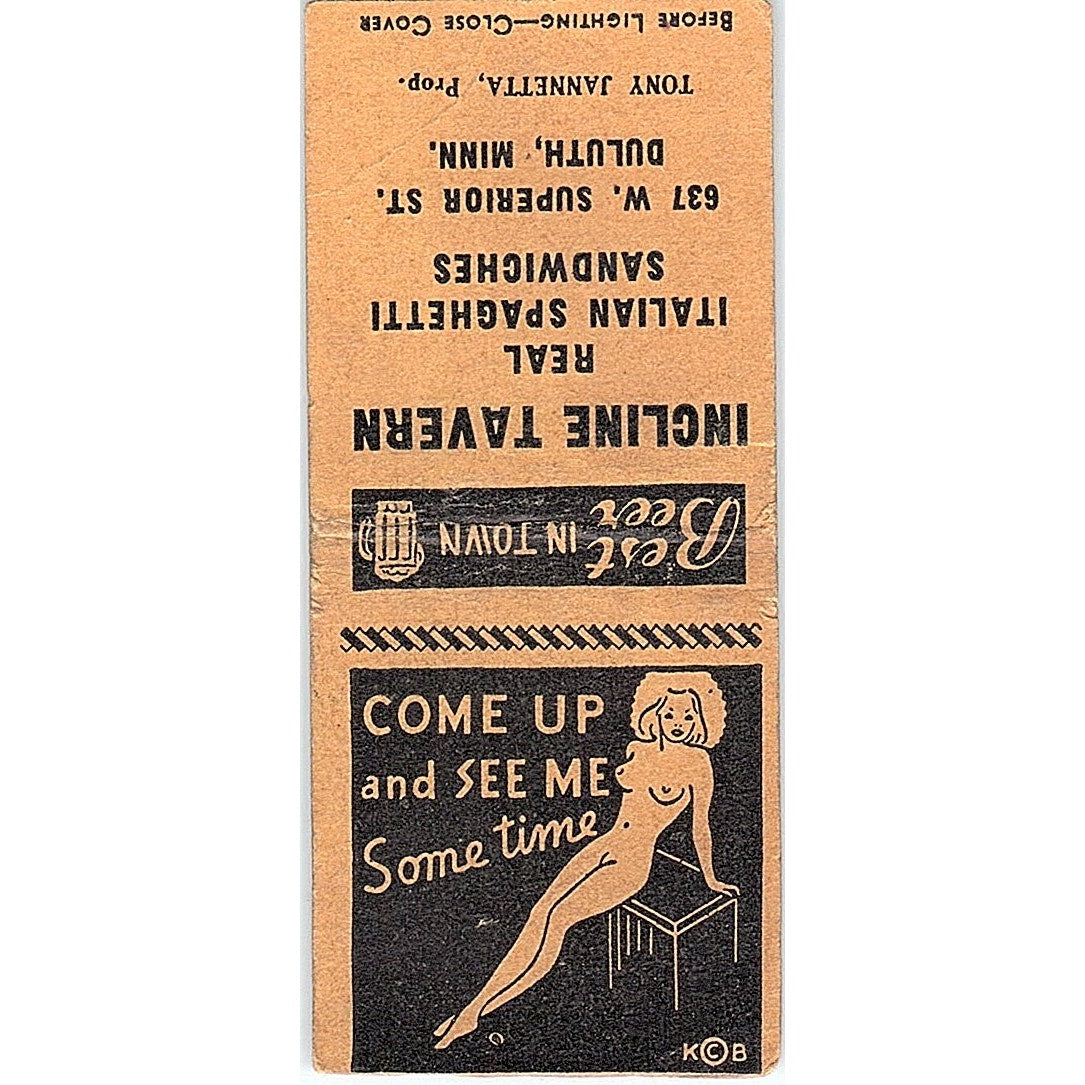 COME UP
and SEE ME
Some time
K©B
Best Beer IN TOWN
INCLINE TAVERN
REAL
ITALIAN SPAGHETTI
SANDWICHES
637 W. SUPERIOR ST.
DULUTH, MINN.
TONY JANNETTA, Prop.
BEFORE LIGHTING—CLOSE COVER